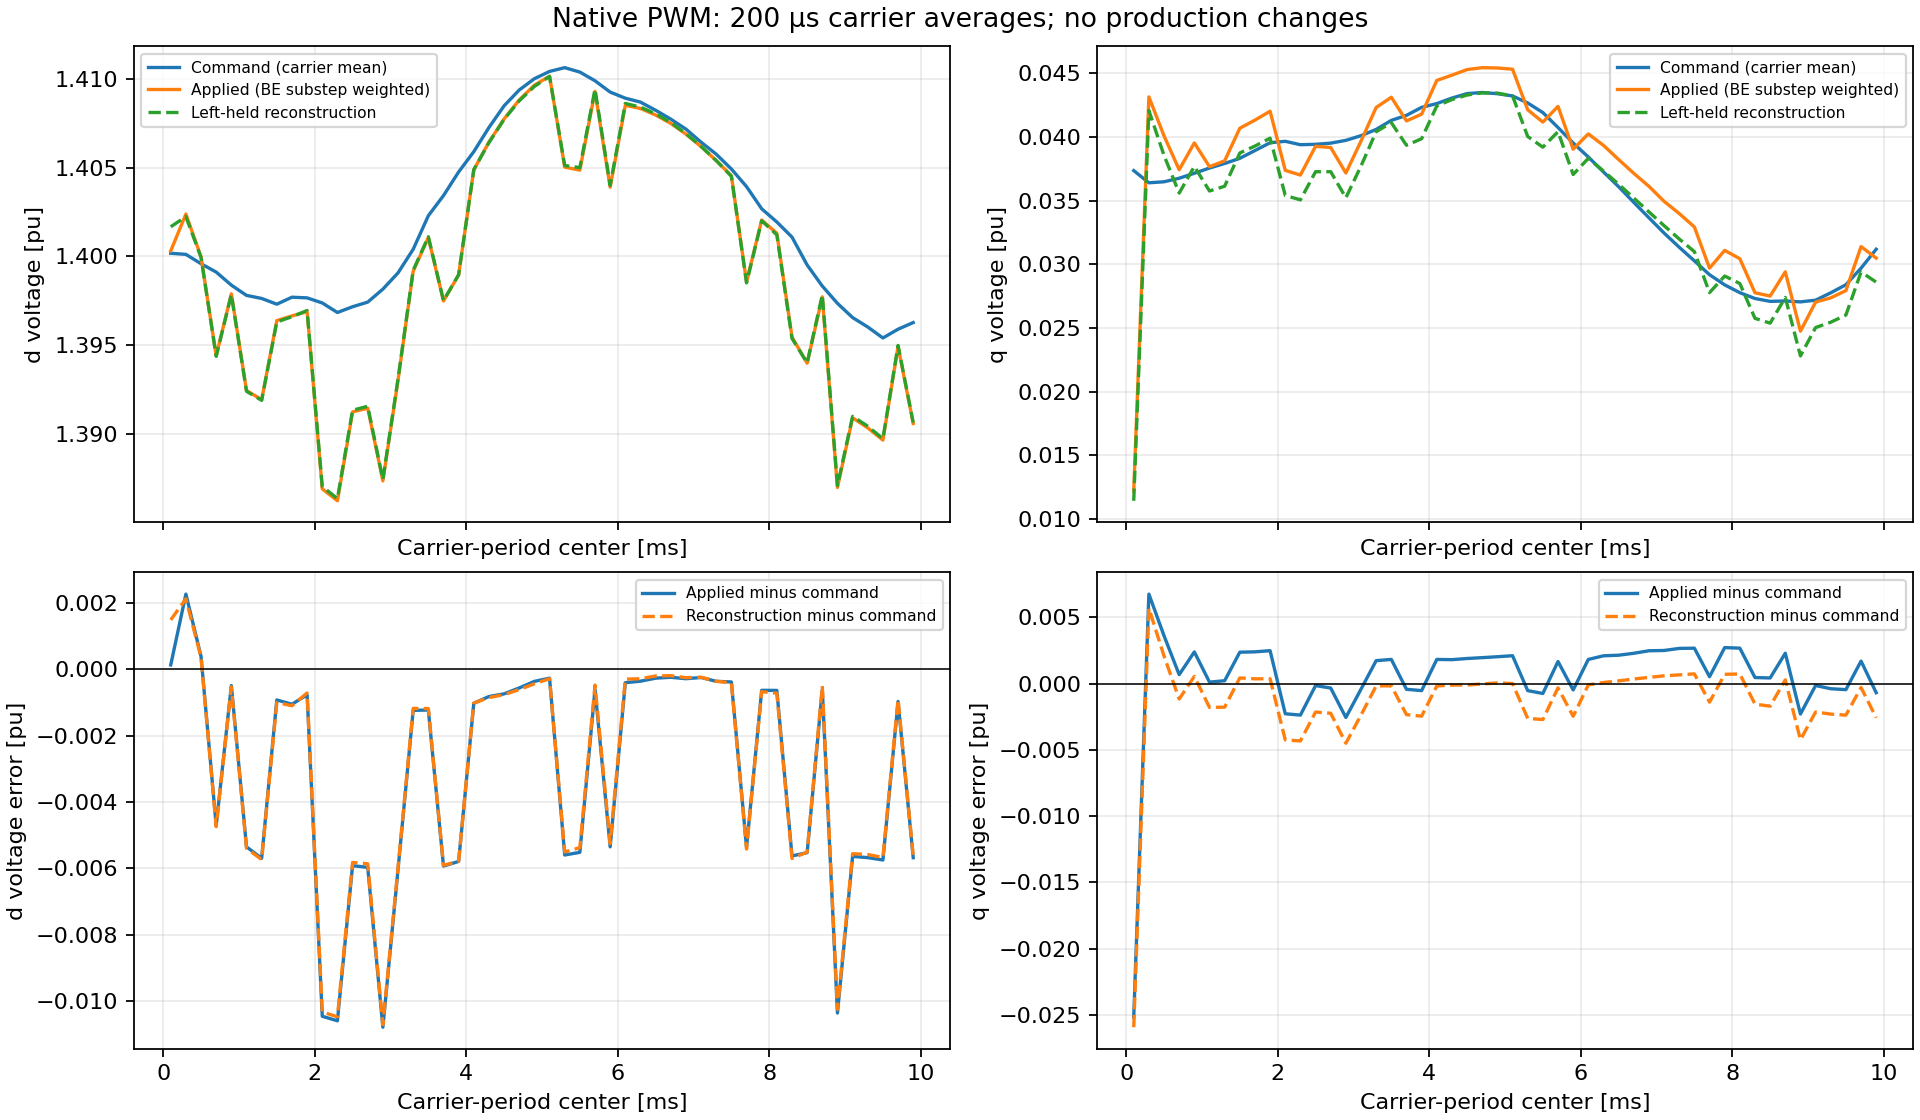 Native PWM: 200 µs carrier averages; no production changes
d voltage [pu]
1.410
1.405
1.400
1.395
1.390
Command (carrier mean)
Applied (BE substep weighted)
Left-held reconstruction
Carrier-period center [ms]
q voltage [pu]
0.045
0.040
0.035
0.030
0.025
0.020
0.015
0.010
Command (carrier mean)
Applied (BE substep weighted)
Left-held reconstruction
Carrier-period center [ms]
d voltage error [pu]
0.002
0.000
−0.002
−0.004
−0.006
−0.008
−0.010
Applied minus command
Reconstruction minus command
0 2 4 6 8 10
Carrier-period center [ms]
q voltage error [pu]
0.005
0.000
−0.005
−0.010
−0.015
−0.020
−0.025
Applied minus command
Reconstruction minus command
0 2 4 6 8 10
Carrier-period center [ms]